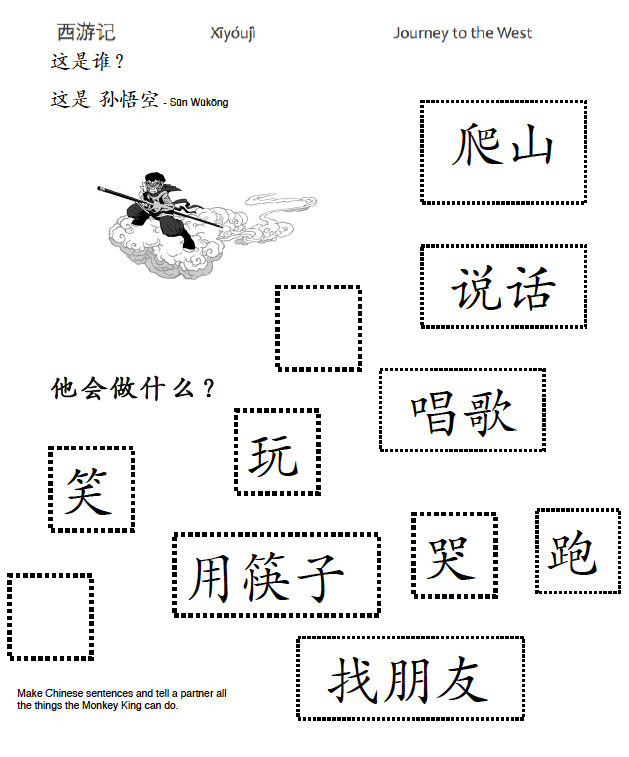 西游记 Xīyóujì Journey to the West
这是谁？
这是 孙悟空 - Sūn Wùkōng
爬山
说话
他会做什么？
唱歌
玩
笑
用筷子
哭
跑
找朋友
Make Chinese sentences and tell a partner all
the things the Monkey King can do.